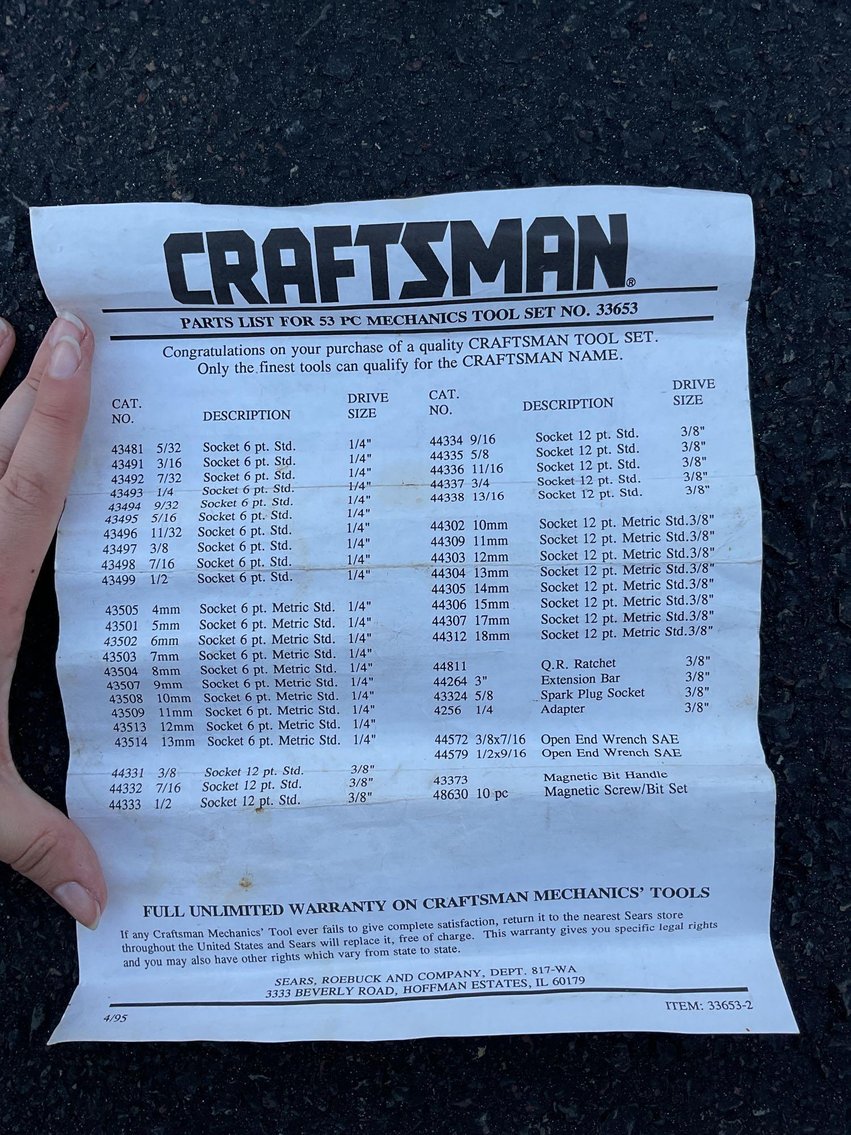 CRAFTSMAN®
PARTS LIST FOR 53 PC MECHANICS TOOL SET NO. 33653
Congratulations on your purchase of a quality CRAFTSMAN TOOL SET.
Only the finest tools can qualify for the CRAFTSMAN NAME.
CAT. NO. DESCRIPTION DRIVE SIZE
43481 5/32 Socket 6 pt. Std. 1/4"
43491 3/16 Socket 6 pt. Std. 1/4"
43492 7/32 Socket 6 pt. Std. 1/4"
43493 1/4 Socket 6 pt. Std. 1/4"
43494 9/32 Socket 6 pt. Std. 1/4"
43495 5/16 Socket 6 pt. Std. 1/4"
43496 11/32 Socket 6 pt. Std. 1/4"
43497 3/8 Socket 6 pt. Std. 1/4"
43498 7/16 Socket 6 pt. Std. 1/4"
43499 1/2 Socket 6 pt. Std. 1/4"
43505 4mm Socket 6 pt. Metric Std. 1/4"
43501 5mm Socket 6 pt. Metric Std. 1/4"
43502 6mm Socket 6 pt. Metric Std. 1/4"
43503 7mm Socket 6 pt. Metric Std. 1/4"
43504 8mm Socket 6 pt. Metric Std. 1/4"
43507 9mm Socket 6 pt. Metric Std. 1/4"
43508 10mm Socket 6 pt. Metric Std. 1/4"
43509 11mm Socket 6 pt. Metric Std. 1/4"
43513 12mm Socket 6 pt. Metric Std. 1/4"
43514 13mm Socket 6 pt. Metric Std. 1/4"
44331 3/8 Socket 12 pt. Std. 3/8"
44332 7/16 Socket 12 pt. Std. 3/8"
44333 1/2 Socket 12 pt. Std. 3/8"
CAT. NO. DESCRIPTION DRIVE SIZE
44334 9/16 Socket 12 pt. Std. 3/8"
44335 5/8 Socket 12 pt. Std. 3/8"
44336 11/16 Socket 12 pt. Std. 3/8"
44337 3/4 Socket 12 pt. Std. 3/8"
44338 13/16 Socket 12 pt. Std. 3/8"
44302 10mm Socket 12 pt. Metric Std.3/8"
44309 11mm Socket 12 pt. Metric Std.3/8"
44303 12mm Socket 12 pt. Metric Std.3/8"
44304 13mm Socket 12 pt. Metric Std.3/8"
44305 14mm Socket 12 pt. Metric Std.3/8"
44306 15mm Socket 12 pt. Metric Std.3/8"
44307 17mm Socket 12 pt. Metric Std.3/8"
44312 18mm Socket 12 pt. Metric Std.3/8"
44811 Q.R. Ratchet 3/8"
44264 3" Extension Bar 3/8"
43324 5/8 Spark Plug Socket 3/8"
4256 1/4 Adapter 3/8"
44572 3/8x7/16 Open End Wrench SAE
44579 1/2x9/16 Open End Wrench SAE
43373 Magnetic Bit Handle
48630 10 pc Magnetic Screw/Bit Set
FULL UNLIMITED WARRANTY ON CRAFTSMAN MECHANICS' TOOLS
If any Craftsman Mechanics' Tool ever fails to give complete satisfaction, return it to the nearest Sears store
throughout the United States and Sears will replace it, free of charge. This warranty gives you specific legal rights
and you may also have other rights which vary from state to state.
SEARS, ROEBUCK AND COMPANY, DEPT. 817-WA
3333 BEVERLY ROAD, HOFFMAN ESTATES, IL 60179
4/95 ITEM: 33653-2